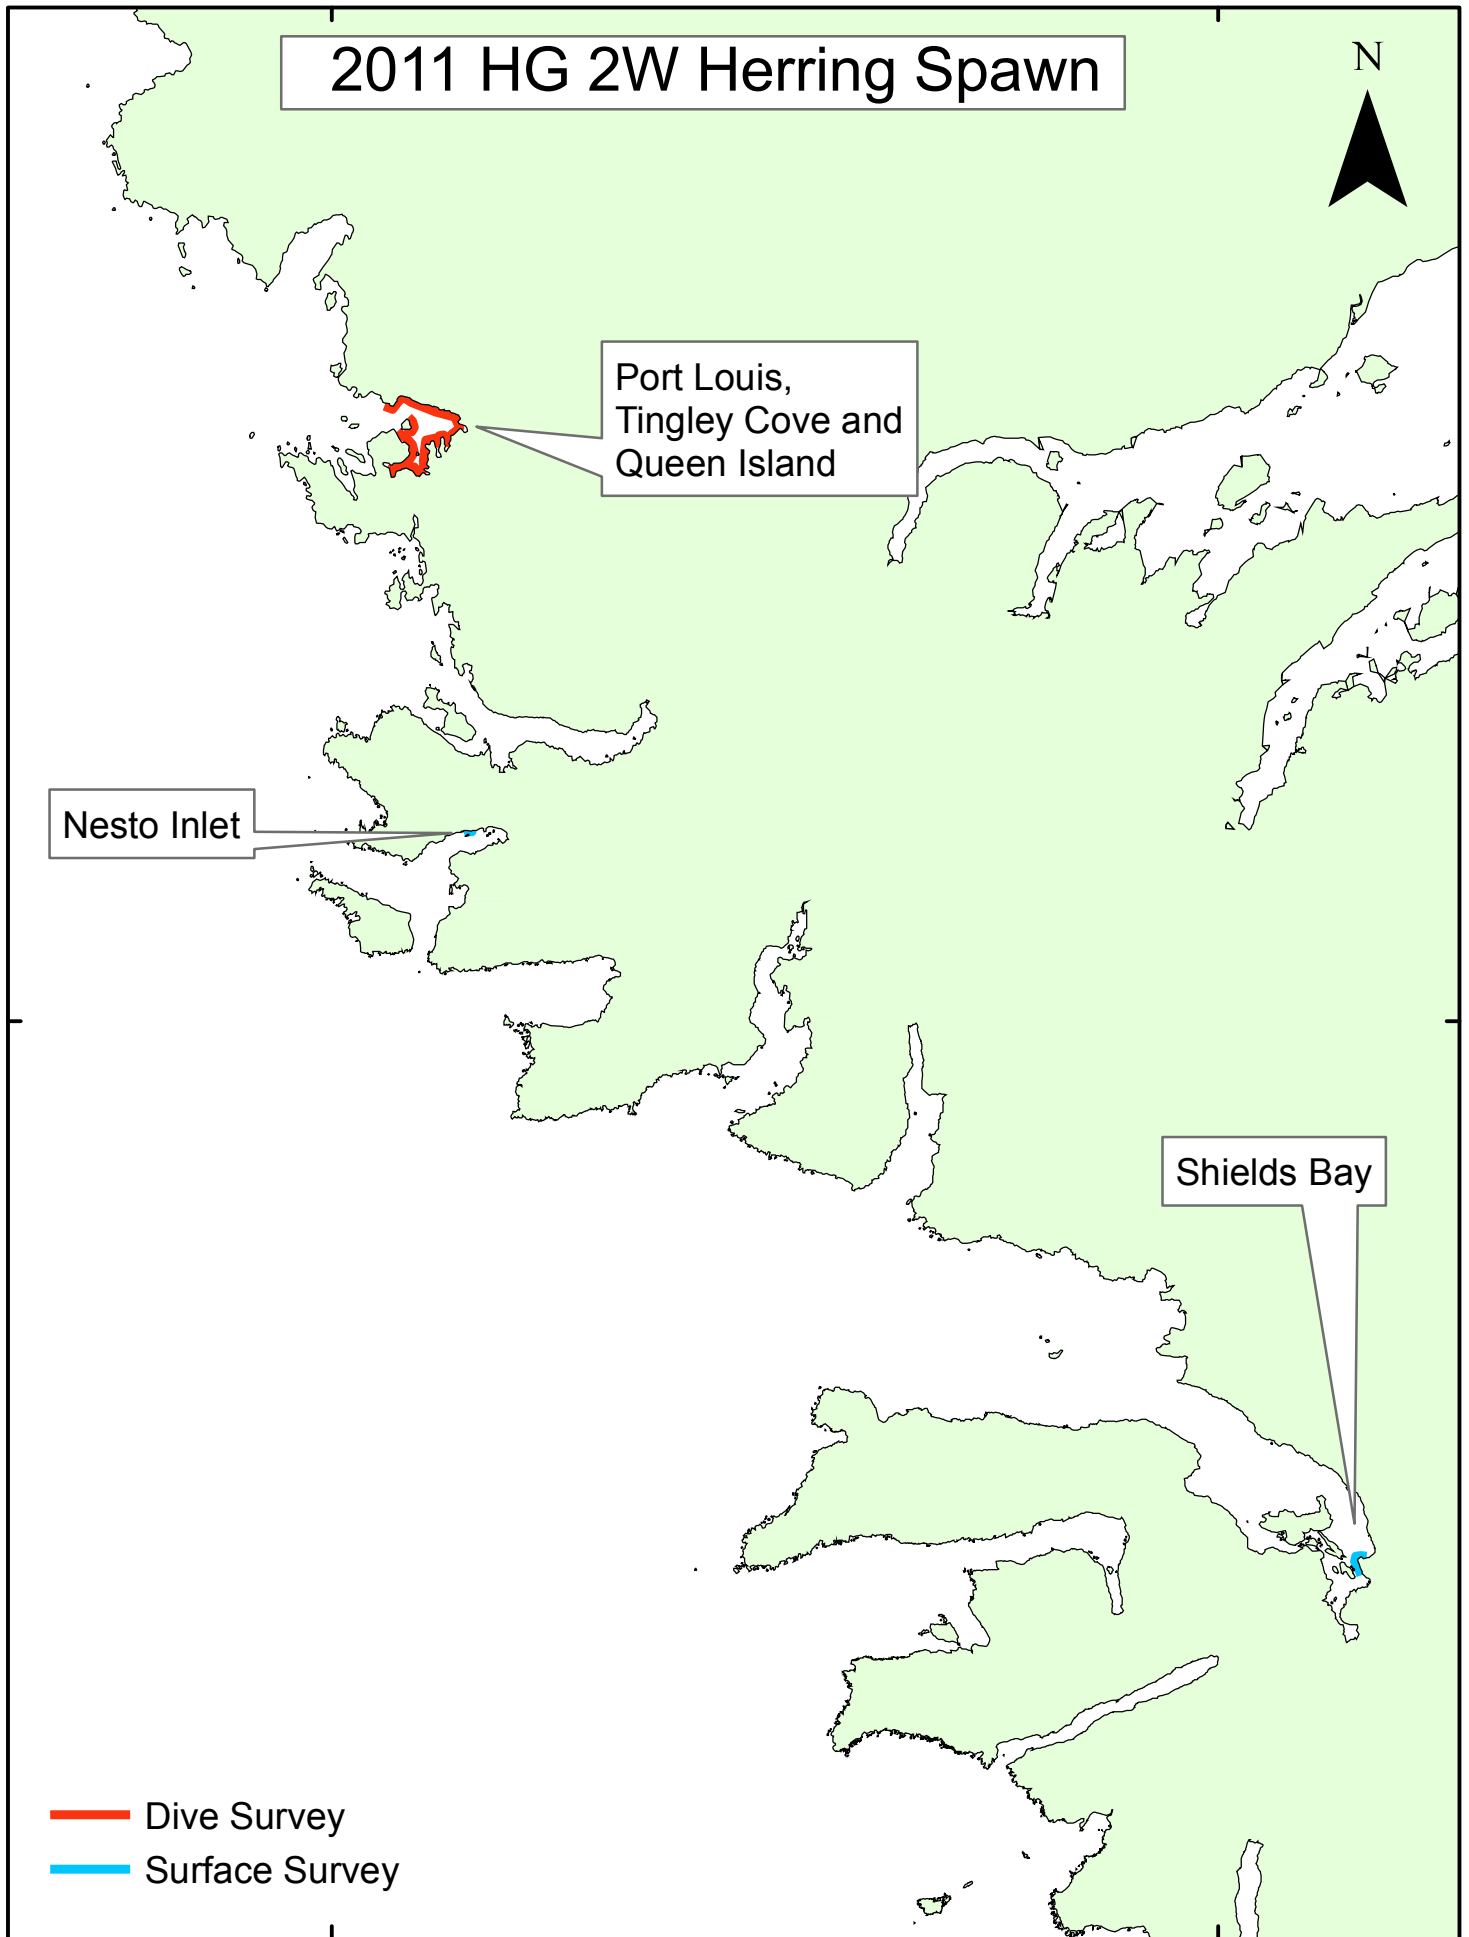 2011 HG 2W Herring Spawn
N
Port Louis,
Tingley Cove and
Queen Island
Nesto Inlet
Shields Bay
Dive Survey
Surface Survey